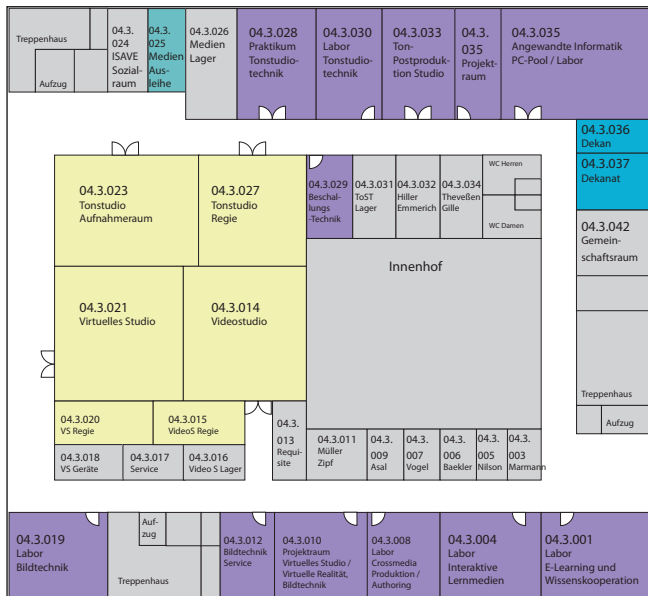 Treppenhaus
Aufzug
04.3.
024
ISAVE
Sozial-
raum
04.3.
025
Medien
Aus-
leihe
04.3.026
Medien
Lager
04.3.028
Praktikum
Tonstudio-
technik
04.3.030
Labor
Tonstudio-
technik
04.3.033
Ton-
Postproduk-
tion Studio
04.3.
035
Projekt-
raum
04.3.035
Angewandte Informatik
PC-Pool / Labor
04.3.036
Dekan
04.3.037
Dekanat
04.3.042
Gemein-
schaftsraum
Treppenhaus
Aufzug
04.3.023
Tonstudio
Aufnahmeraum
04.3.027
Tonstudio
Regie
04.3.029
Beschal-
lungs
-Technik
04.3.031
ToST
Lager
04.3.032
Hiller
Emmerich
04.3.034
Theveßen
Gille
WC Herren
WC Damen
Innenhof
04.3.021
Virtuelles Studio
04.3.014
Videostudio
04.3.020
VS Regie
04.3.015
VideoS Regie
04.3.018
VS Geräte
04.3.017
Service
04.3.016
Video S Lager
04.3.
013
Requi-
site
04.3.011
Müller
Zipf
04.3.
009
Asal
04.3.
007
Vogel
04.3.
006
Baekler
04.3.
005
Nilson
04.3.
003
Marmann
04.3.019
Labor
Bildtechnik
Auf-
zug
Treppenhaus
04.3.012
Bildtechnik
Service
04.3.010
Projektraum
Virtuelles Studio /
Virtuelle Realität,
Bildtechnik
04.3.008
Labor
Crossmedia
Produktion /
Authoring
04.3.004
Labor
Interaktive
Lernmedien
04.3.001
Labor
E-Learning und
Wissenskooperation